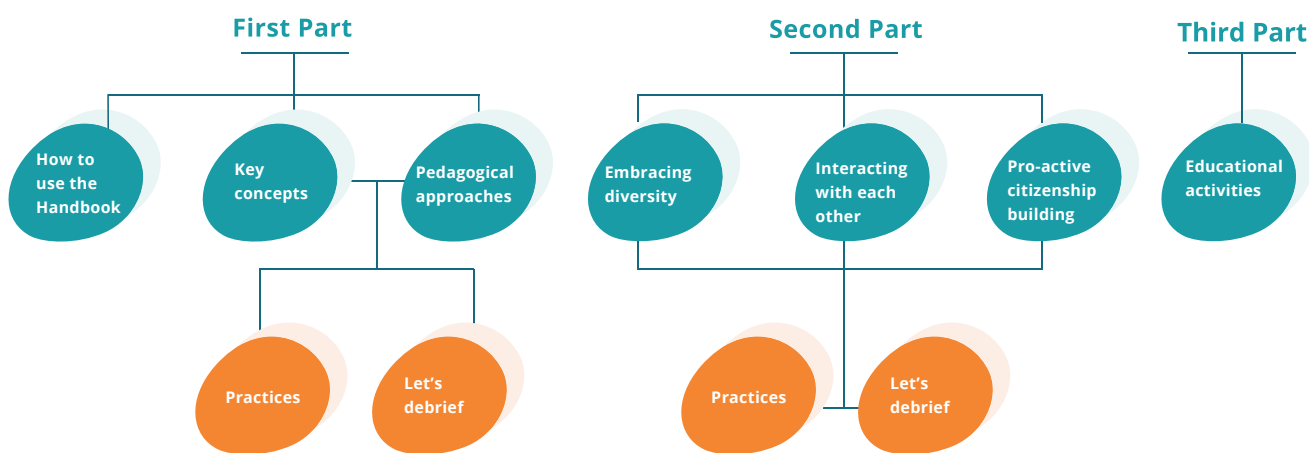 First Part
Second Part
Third Part
How to
use the
Handbook
Key
concepts
Pedagogical
approaches
Embracing
diversity
Interacting
with each
other
Pro-active
citizenship
building
Educational
activities
Practices
Let’s
debrief
Practices
Let’s
debrief